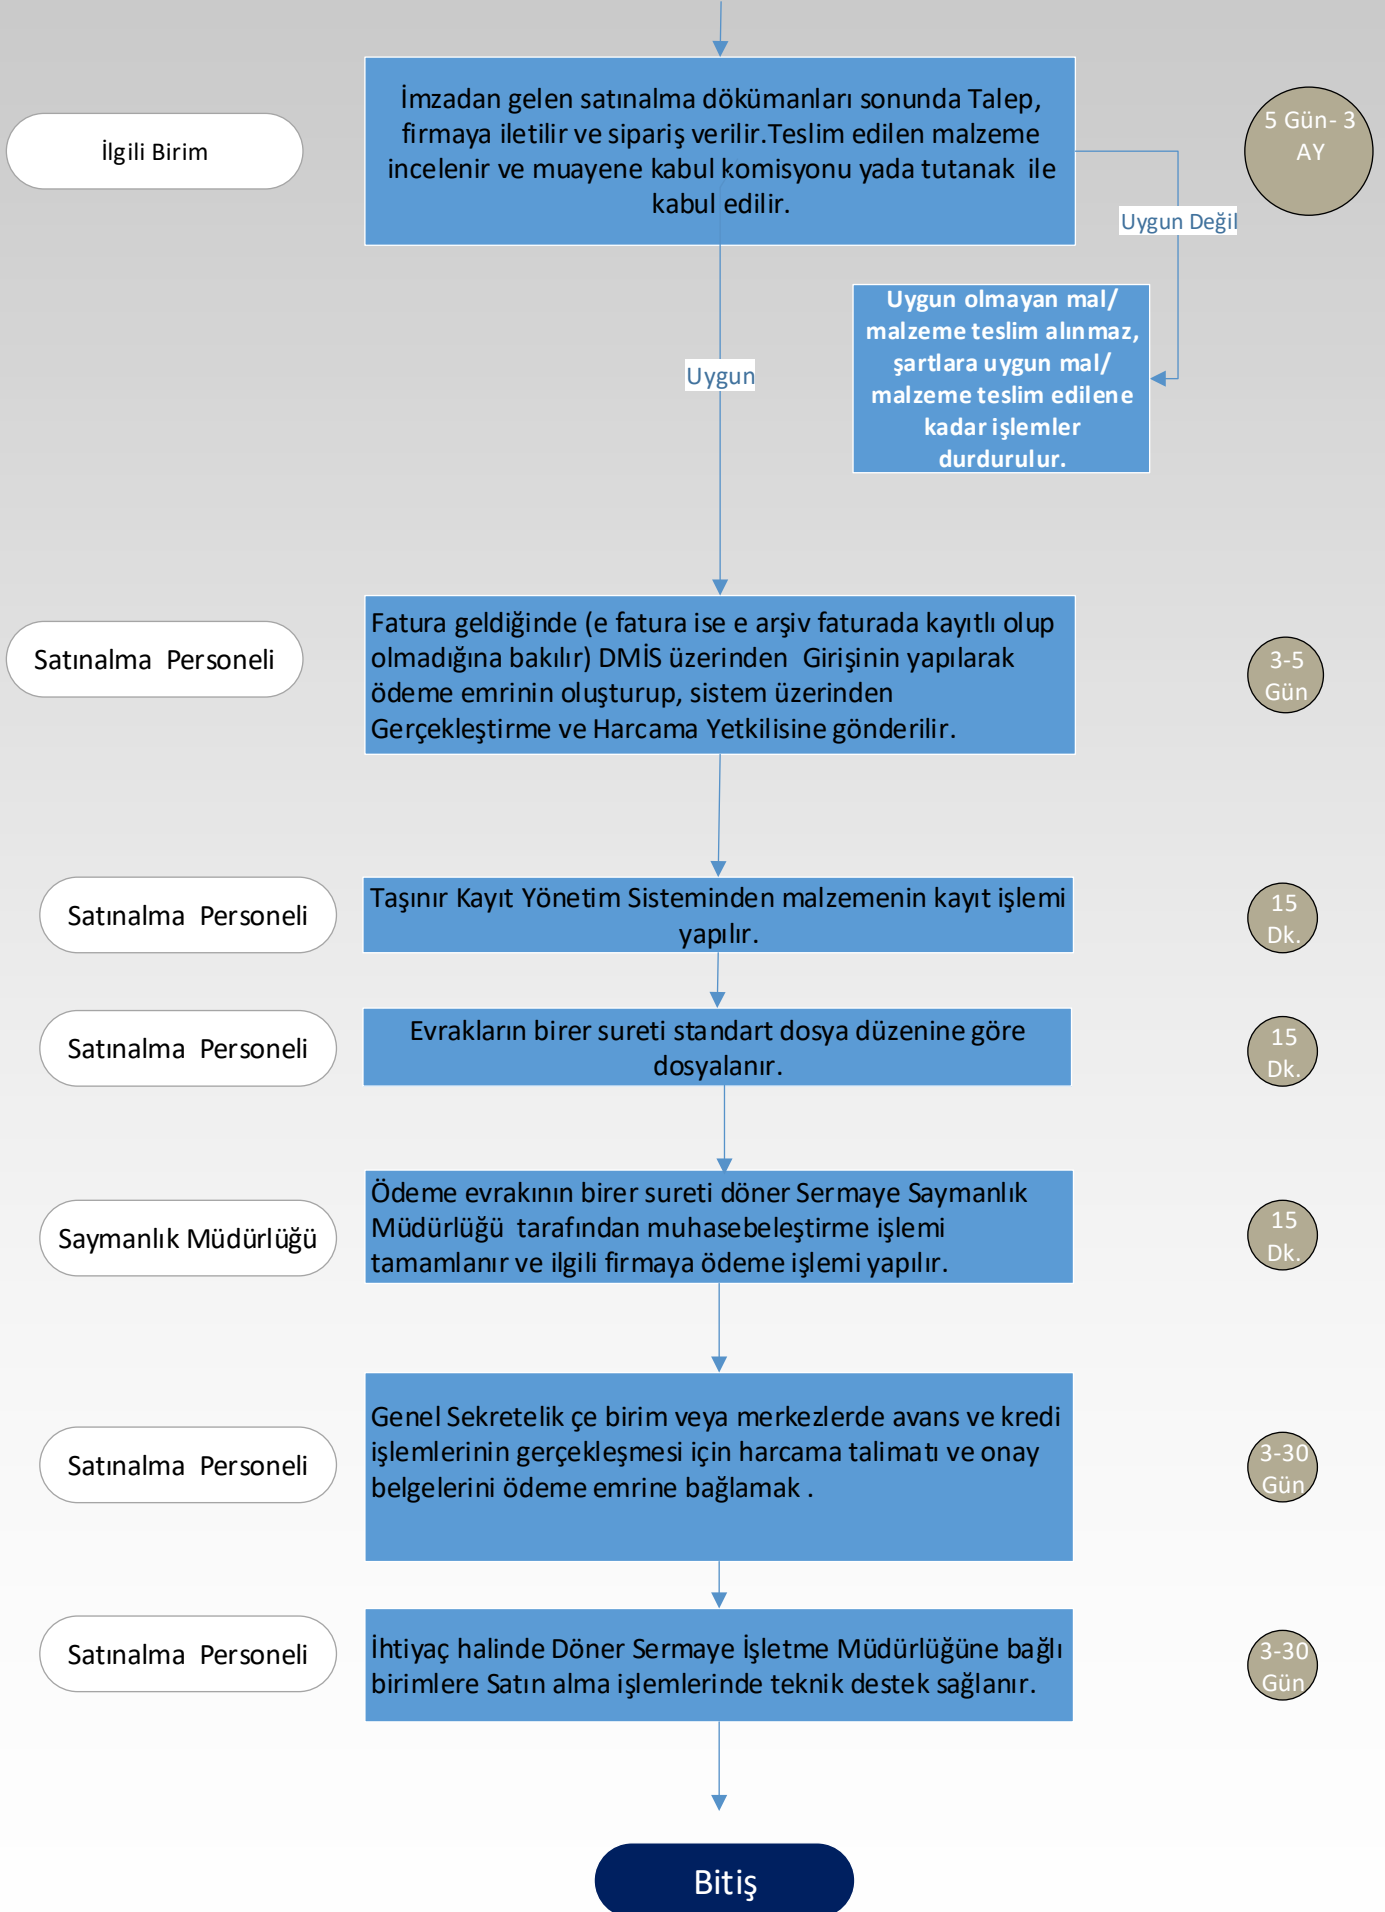 İlgili Birim
İmzadan gelen satınalma dökümanları sonunda Talep,
firmaya iletilir ve sipariş verilir.Teslim edilen malzeme
incelenir ve muayene kabul komisyonu yada tutanak ile
kabul edilir.
5 Gün- 3
AY
Uygun Değil
Uygun olmayan mal/
malzeme teslim alınmaz,
şartlara uygun mal/
malzeme teslim edilene
kadar işlemler
durdurulur.
Uygun
Satınalma Personeli
Fatura geldiğinde (e fatura ise e arşiv faturada kayıtlı olup
olmadığına bakılır) DMİS üzerinden Girişinin yapılarak
ödeme emrinin oluşturup, sistem üzerinden
Gerçekleştirme ve Harcama Yetkilisine gönderilir.
3-5
Gün
Satınalma Personeli
Taşınır Kayıt Yönetim Sisteminden malzemenin kayıt işlemi
yapılır.
15
Dk.
Satınalma Personeli
Evrakların birer sureti standart dosya düzenine göre
dosyalanır.
15
Dk.
Saymanlık Müdürlüğü
Ödeme evrakının birer sureti döner Sermaye Saymanlık
Müdürlüğü tarafından muhasebeleştirme işlemi
tamamlanır ve ilgili firmaya ödeme işlemi yapılır.
15
Dk.
Satınalma Personeli
Genel Sekretelik çe birim veya merkezlerde avans ve kredi
işlemlerinin gerçekleşmesi için harcama talimatı ve onay
belgelerini ödeme emrine bağlamak .
3-30
Gün
Satınalma Personeli
İhtiyaç halinde Döner Sermaye İşletme Müdürlüğüne bağlı
birimlere Satın alma işlemlerinde teknik destek sağlanır.
3-30
Gün
Bitiş